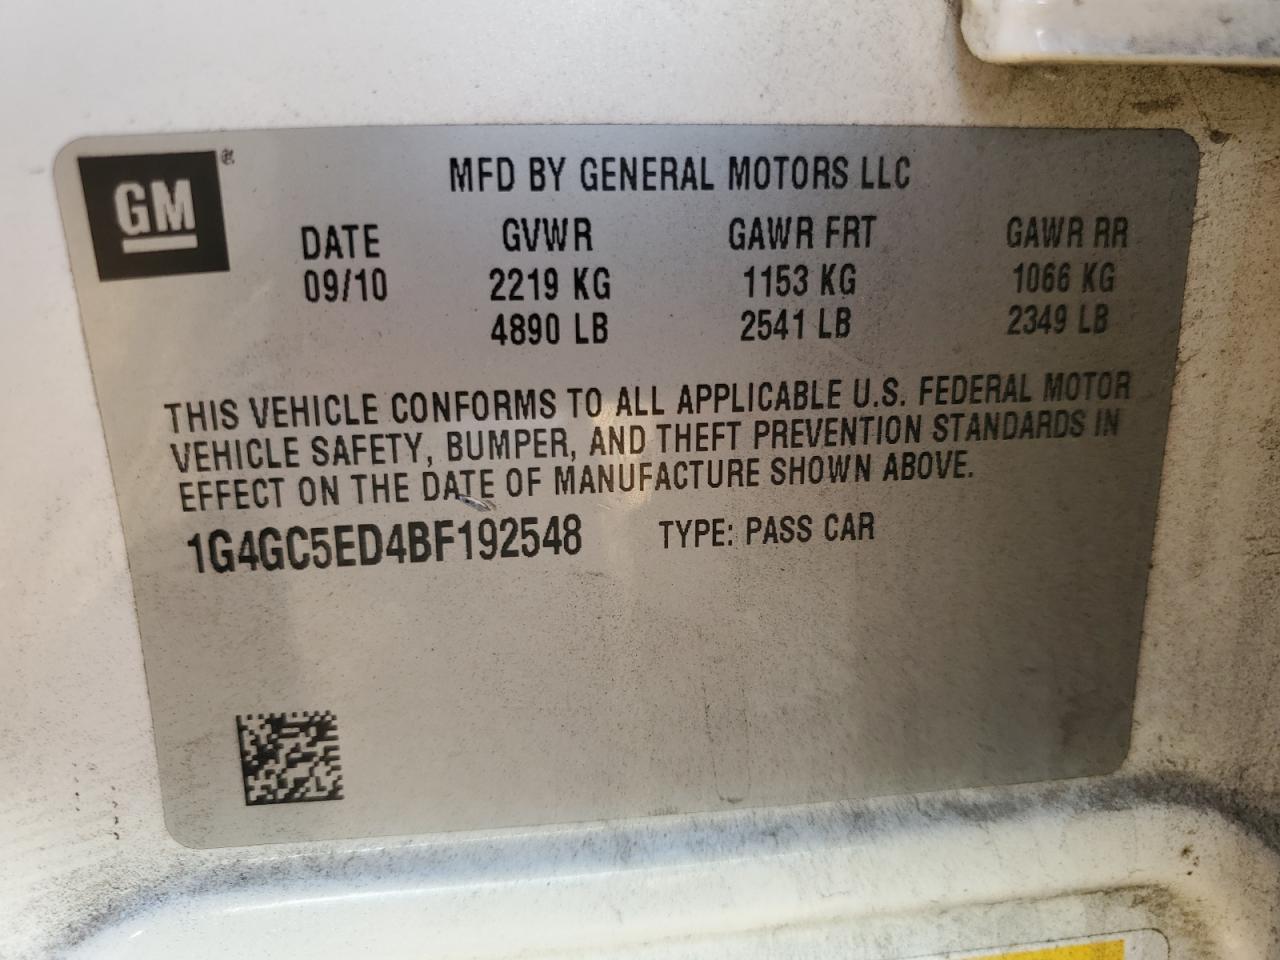 GM ®
MFD BY GENERAL MOTORS LLC
DATE GVWR GAWR FRT GAWR RR
09/10 2219 KG 1153 KG 1066 KG
4890 LB 2541 LB 2349 LB
THIS VEHICLE CONFORMS TO ALL APPLICABLE U.S. FEDERAL MOTOR
VEHICLE SAFETY, BUMPER, AND THEFT PREVENTION STANDARDS IN
EFFECT ON THE DATE OF MANUFACTURE SHOWN ABOVE.
1G4GC5ED4BF192548 TYPE: PASS CAR